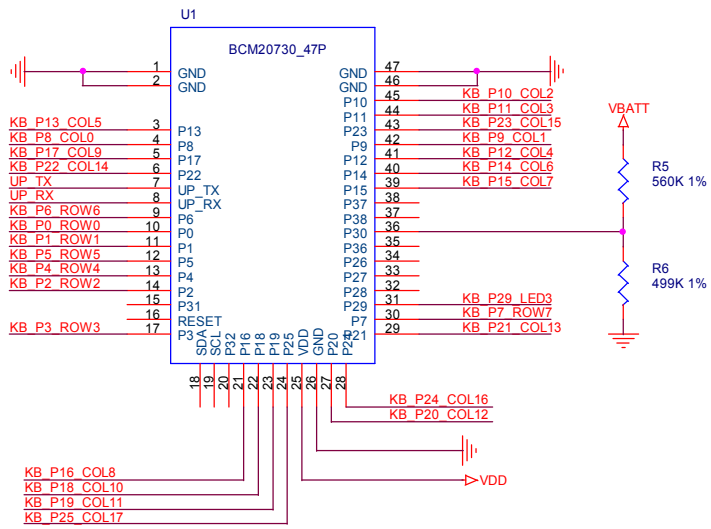 U1
BCM20730_47P
1 GND GND 47
2 GND GND 46
P10 45 KB_P10_COL2
P11 44 KB_P11_COL3
KB_P13_COL5 3 P13 P23 43 KB_P23_COL15
KB_P8_COL0 4 P8 P9 42 KB_P9_COL1
KB_P17_COL9 5 P17 P12 41 KB_P12_COL4
KB_P22_COL14 6 P22 P14 40 KB_P14_COL6
UP_TX 7 UP_TX P15 39 KB_P15_COL7
UP_RX 8 UP_RX P37 38
KB_P6_ROW6 9 P6 P38 37
KB_P0_ROW0 10 P0 P30 36
KB_P1_ROW1 11 P1 P36 35
KB_P5_ROW5 12 P5 P26 34
KB_P4_ROW4 13 P4 P27 33
KB_P2_ROW2 14 P2 P28 32
15 P31 P29 31 KB_P29_LED3
16 RESET P7 30 KB_P7_ROW7
KB_P3_ROW3 17 P3 P21 29 KB_P21_COL13
SDA SCL P32 P16 P18 P19 P25 VDD GND P20 P24
18 19 20 21 22 23 24 25 26 27 28
VBATT
R5
560K 1%
R6
499K 1%
KB_P24_COL16
KB_P20_COL12
VDD
KB_P16_COL8
KB_P18_COL10
KB_P19_COL11
KB_P25_COL17